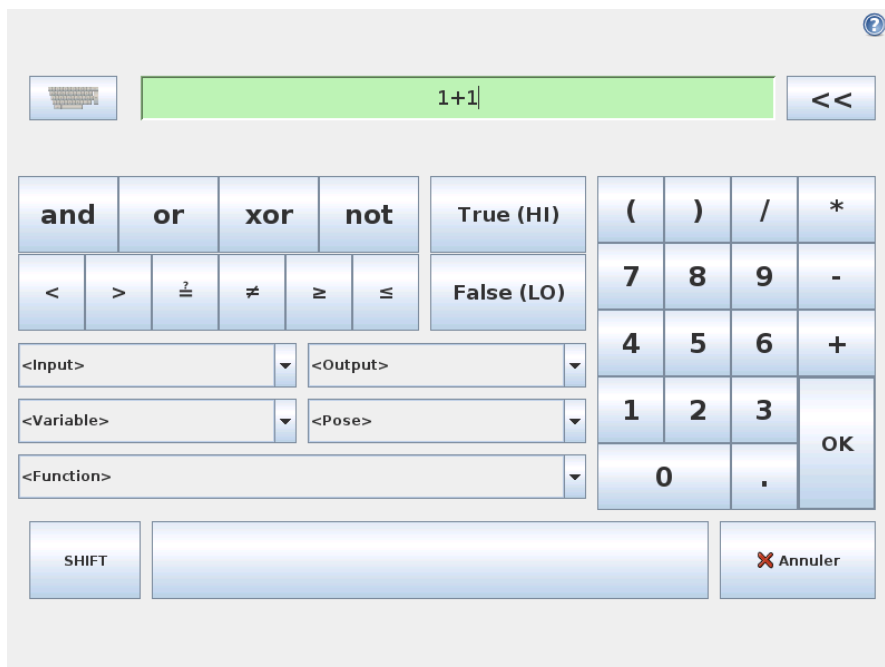 ?
1+1
<<
and or xor not True (HI) ( ) / *
7 8 9 -
< > ≟ ≠ ≥ ≤ False (LO)
4 5 6 +
<Input> <Output>
1 2 3
<Variable> <Pose>
OK
<Function> 0 .
SHIFT Annuler